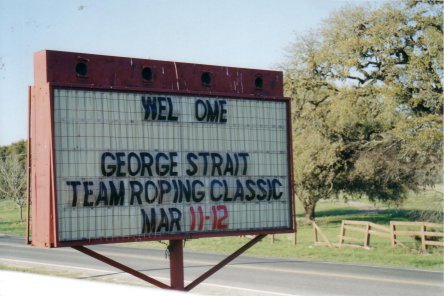 WEL OME
GEORGE STRAIT
TEAM ROPING CLASSIC
MAR 11-12